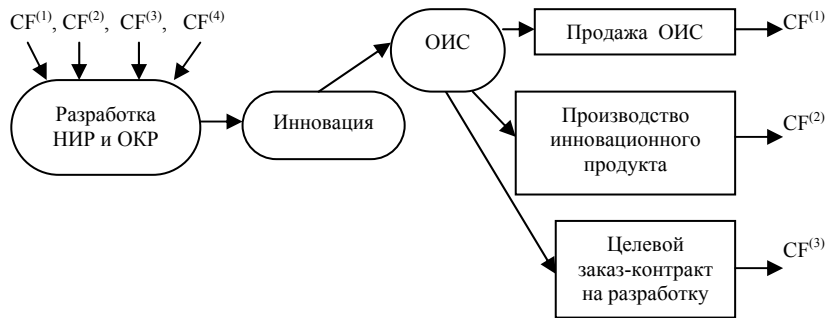 CF⁽¹⁾, CF⁽²⁾, CF⁽³⁾, CF⁽⁴⁾
Разработка
НИР и ОКР
Инновация
ОИС
Продажа ОИС
CF⁽¹⁾
Производство
инновационного
продукта
CF⁽²⁾
Целевой
заказ-контракт
на разработку
CF⁽³⁾